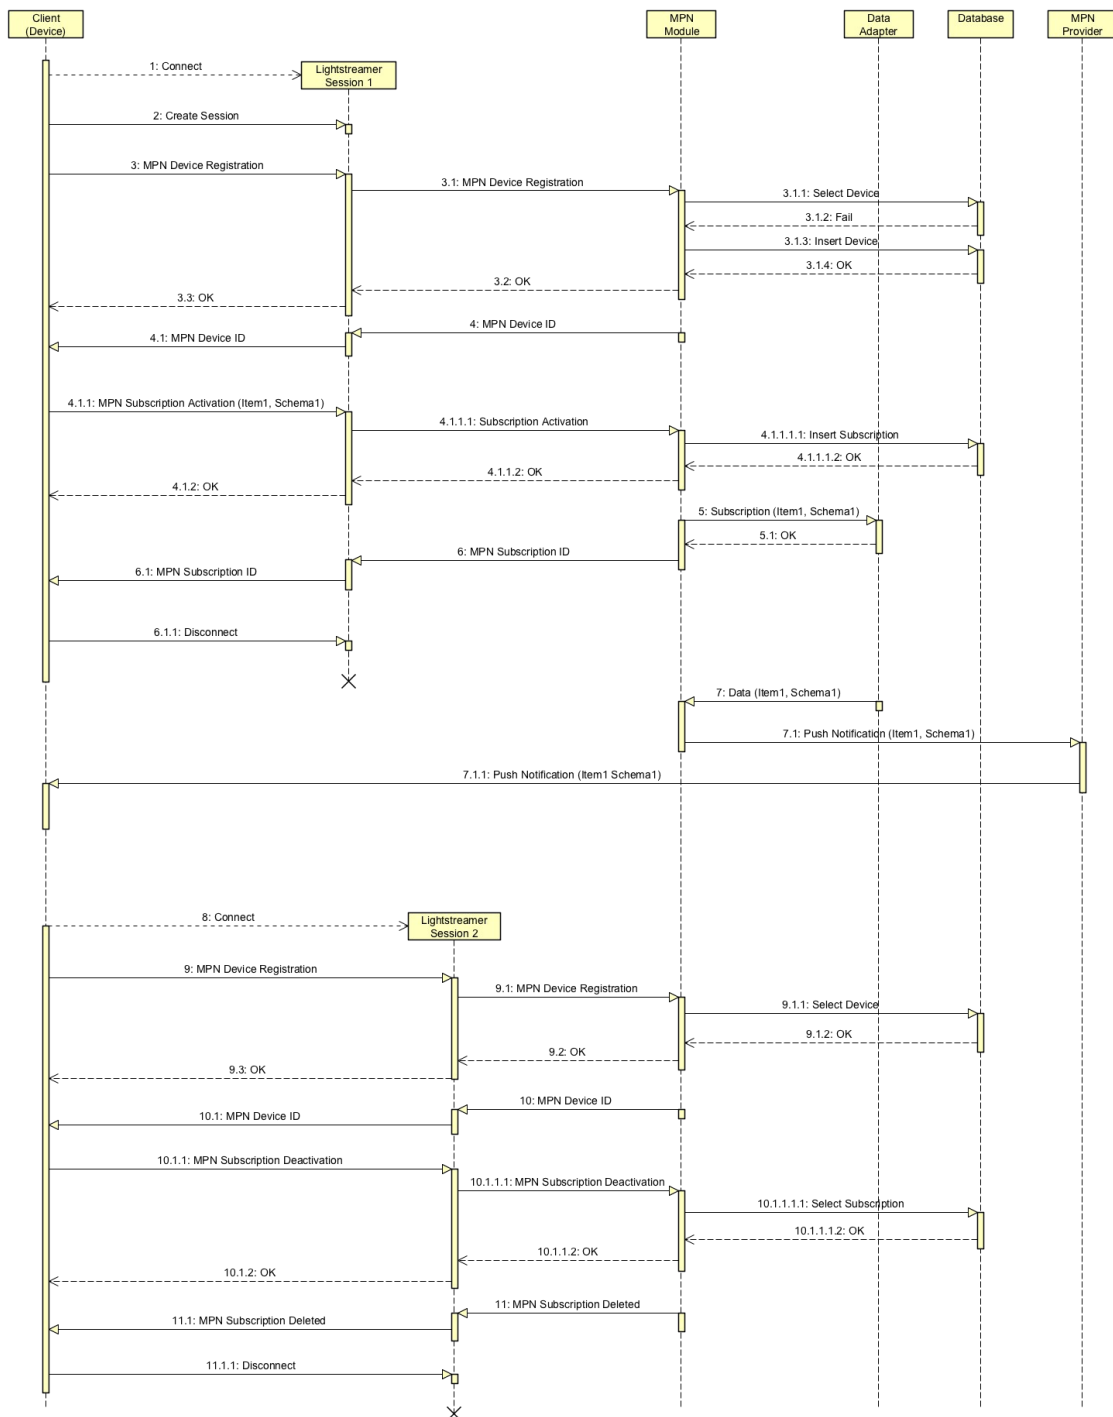 Client
(Device)
MPN
Module
Data
Adapter
Database
MPN
Provider
1: Connect
Lightstreamer
Session 1
2: Create Session
3: MPN Device Registration
3.1: MPN Device Registration
3.1.1: Select Device
3.1.2: Fail
3.1.3: Insert Device
3.1.4: OK
3.2: OK
3.3: OK
4: MPN Device ID
4.1: MPN Device ID
4.1.1: MPN Subscription Activation (Item1, Schema1)
4.1.1.1: Subscription Activation
4.1.1.1.1: Insert Subscription
4.1.1.1.2: OK
4.1.1.2: OK
4.1.2: OK
5: Subscription (Item1, Schema1)
5.1: OK
6: MPN Subscription ID
6.1: MPN Subscription ID
6.1.1: Disconnect
7: Data (Item1, Schema1)
7.1: Push Notification (Item1, Schema1)
7.1.1: Push Notification (Item1 Schema1)
8: Connect
Lightstreamer
Session 2
9: MPN Device Registration
9.1: MPN Device Registration
9.1.1: Select Device
9.1.2: OK
9.2: OK
9.3: OK
10: MPN Device ID
10.1: MPN Device ID
10.1.1: MPN Subscription Deactivation
10.1.1.1: MPN Subscription Deactivation
10.1.1.1.1: Select Subscription
10.1.1.1.2: OK
10.1.1.2: OK
10.1.2: OK
11: MPN Subscription Deleted
11.1: MPN Subscription Deleted
11.1.1: Disconnect